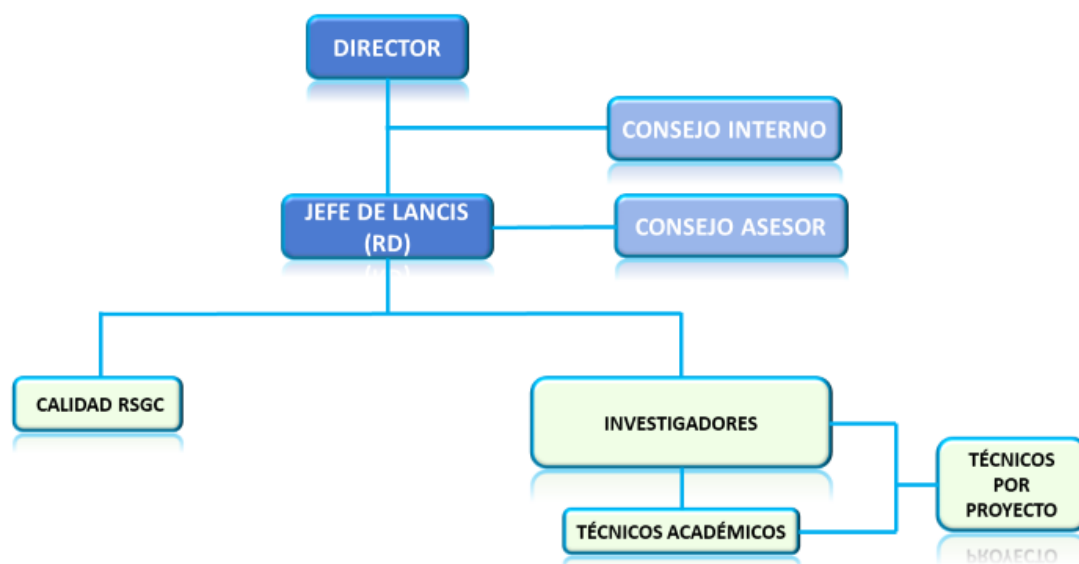 DIRECTOR
CONSEJO INTERNO
JEFE DE LANCIS
(RD)
CONSEJO ASESOR
CALIDAD RSGC
INVESTIGADORES
TÉCNICOS
POR
PROYECTO
TÉCNICOS ACADÉMICOS